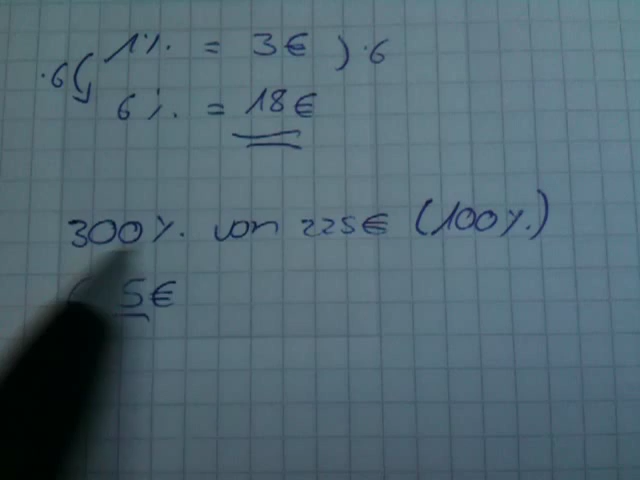 1% = 3€ ) ·6
·6 ( 6% = 18€
300% von 225€ (100%)
5€